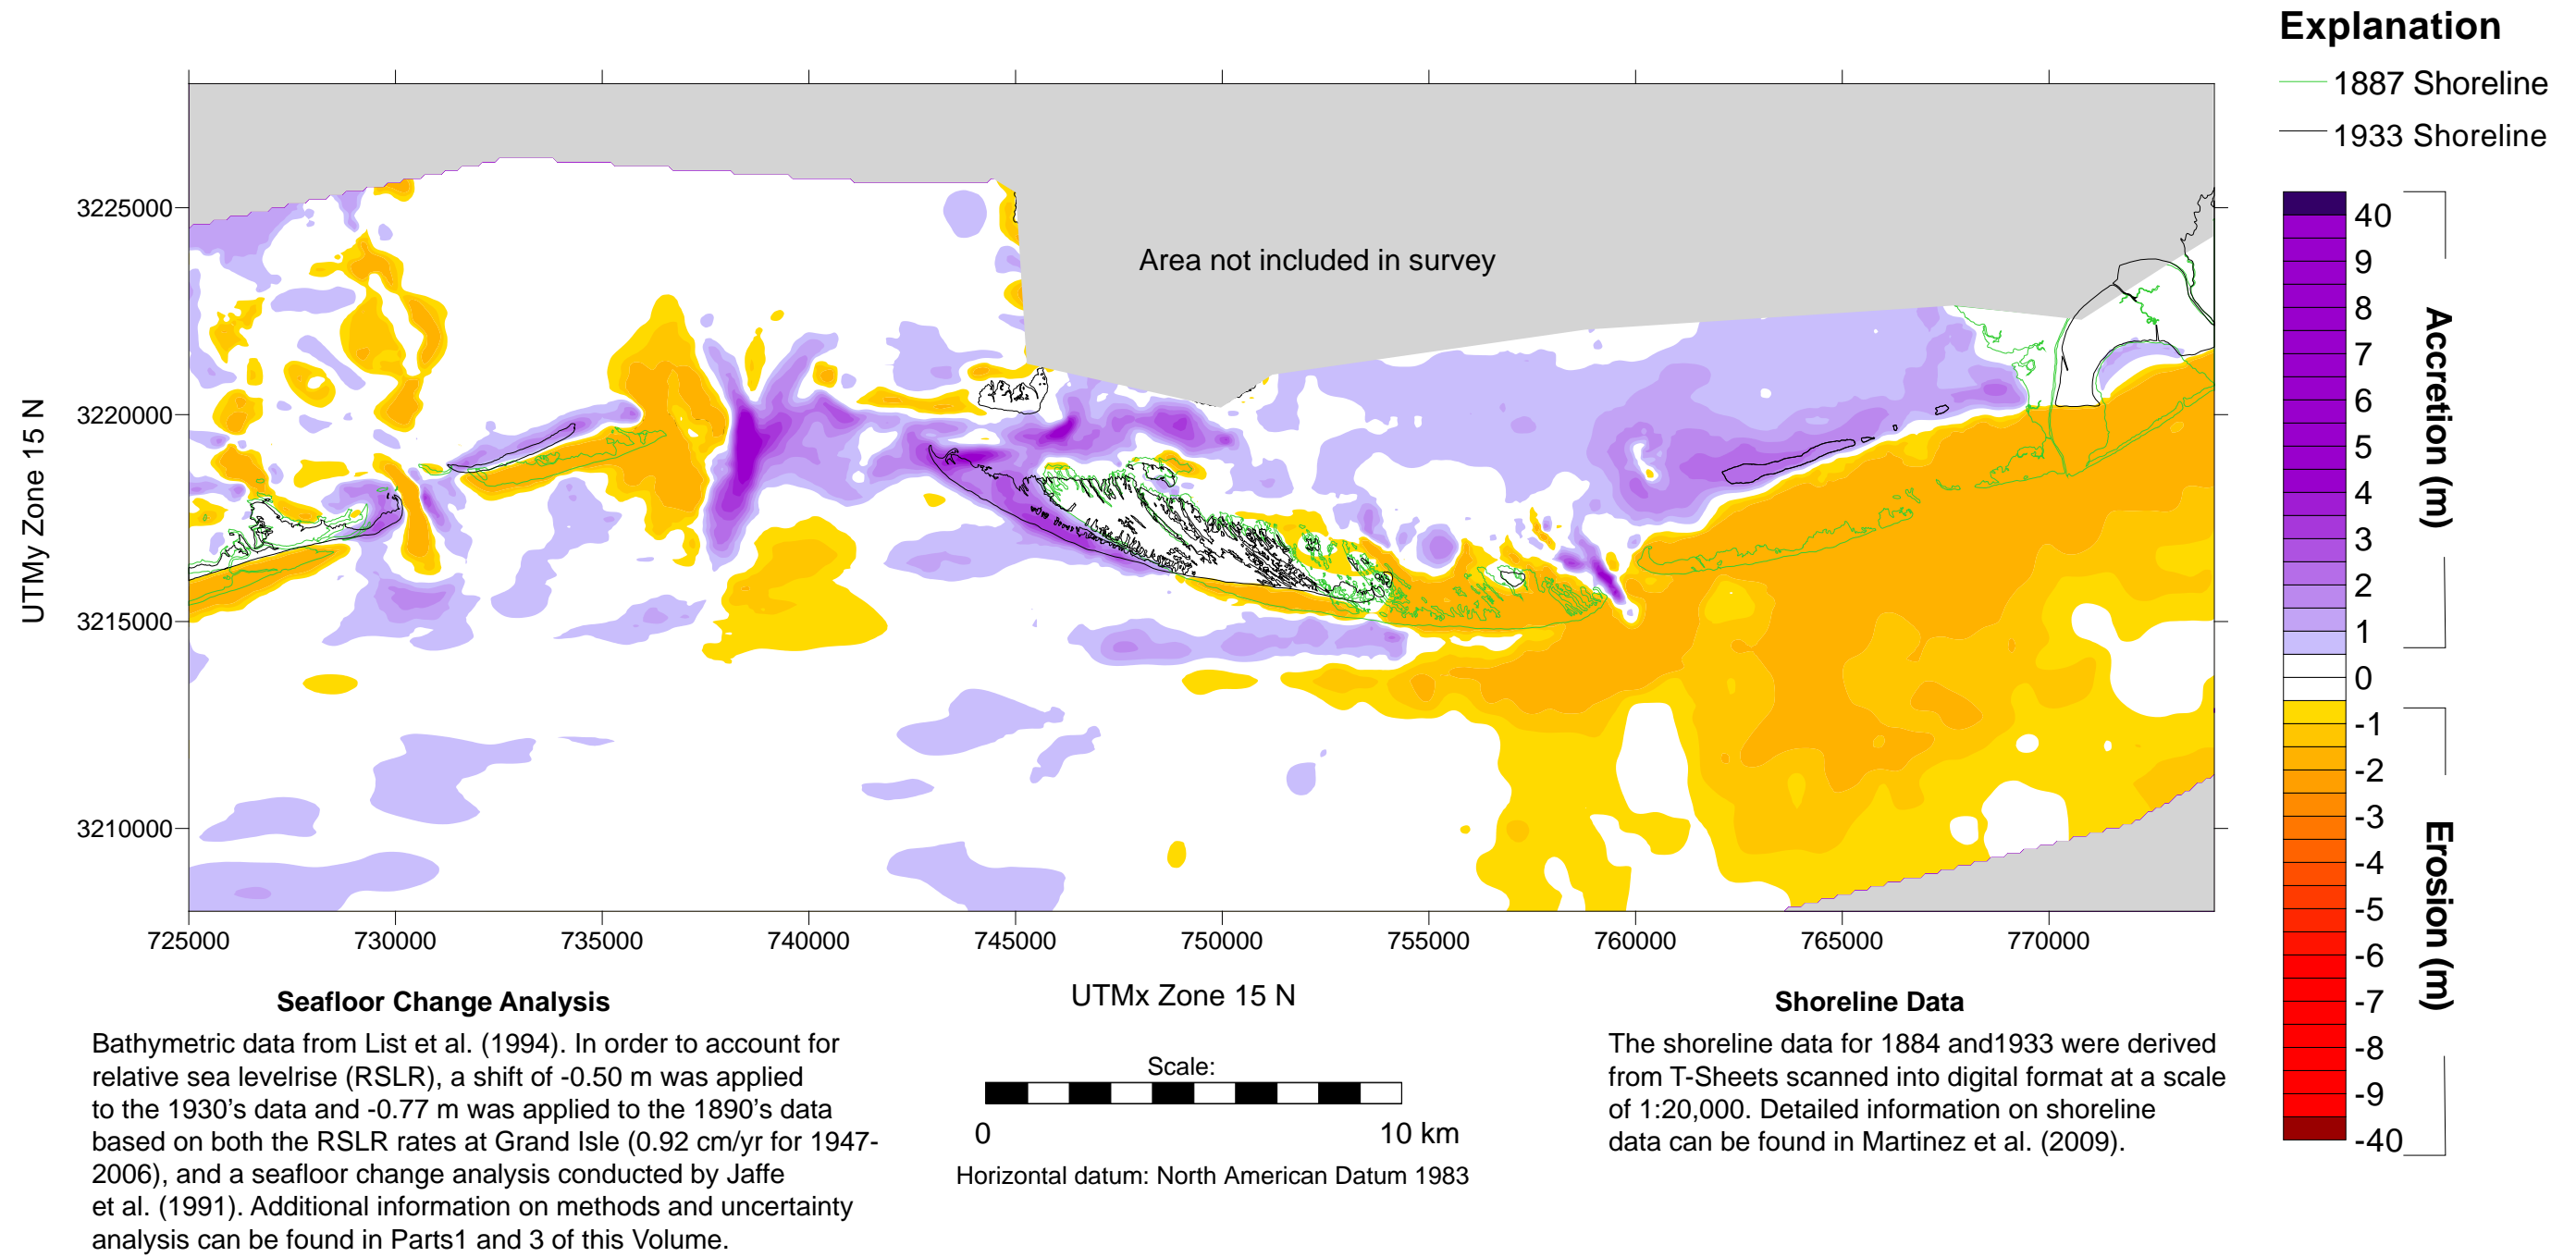 Explanation
1887 Shoreline
1933 Shoreline
40
9
8
7
6
5
4
3
2
1
0
-1
-2
-3
-4
-5
-6
-7
-8
-9
-40
Accretion (m)
Erosion (m)
Area not included in survey
UTMy Zone 15 N
3225000
3220000
3215000
3210000
725000
730000
735000
740000
745000
750000
755000
760000
765000
770000
UTMx Zone 15 N
Seafloor Change Analysis
Bathymetric data from List et al. (1994). In order to account for
relative sea levelrise (RSLR), a shift of -0.50 m was applied
to the 1930's data and -0.77 m was applied to the 1890's data
based on both the RSLR rates at Grand Isle (0.92 cm/yr for 1947-
2006), and a seafloor change analysis conducted by Jaffe
et al. (1991). Additional information on methods and uncertainty
analysis can be found in Parts1 and 3 of this Volume.
Scale:
0
10 km
Horizontal datum: North American Datum 1983
Shoreline Data
The shoreline data for 1884 and1933 were derived
from T-Sheets scanned into digital format at a scale
of 1:20,000. Detailed information on shoreline
data can be found in Martinez et al. (2009).